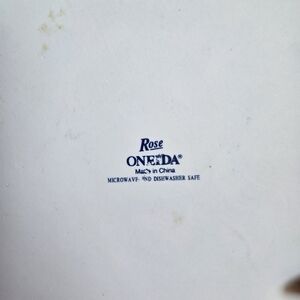 Rose
ONEIDA®
Made in China
MICROWAVE AND DISHWASHER SAFE